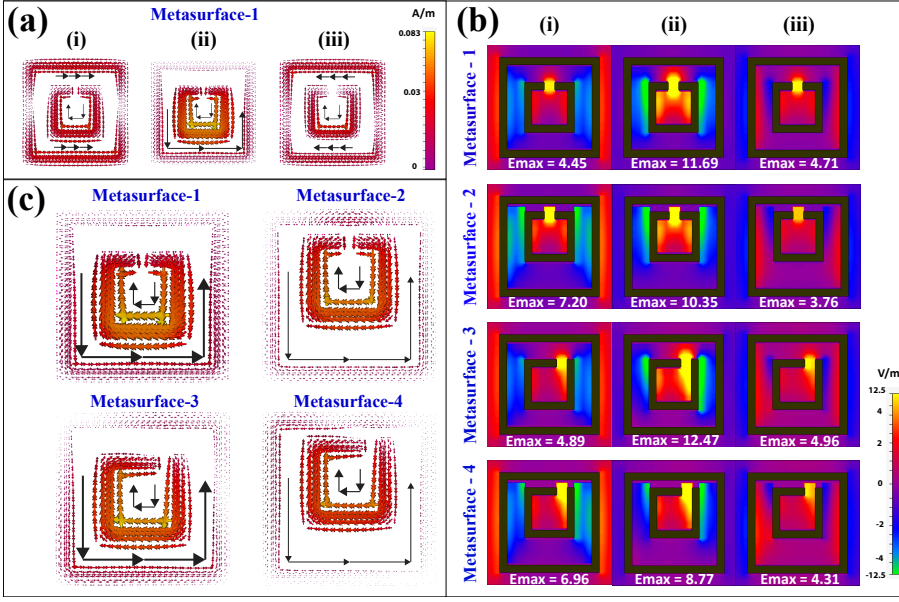 (a)
Metasurface-1
(i)
(ii)
(iii)
A/m
0.083
0.03
0
(c)
Metasurface-1
Metasurface-2
Metasurface-3
Metasurface-4
(b)
(i)
(ii)
(iii)
Metasurface - 1
Emax = 4.45
Emax = 11.69
Emax = 4.71
Metasurface - 2
Emax = 7.20
Emax = 10.35
Emax = 3.76
Metasurface - 3
Emax = 4.89
Emax = 12.47
Emax = 4.96
Metasurface - 4
Emax = 6.96
Emax = 8.77
Emax = 4.31
V/m
12.5
4
2
0
-2
-4
-12.5